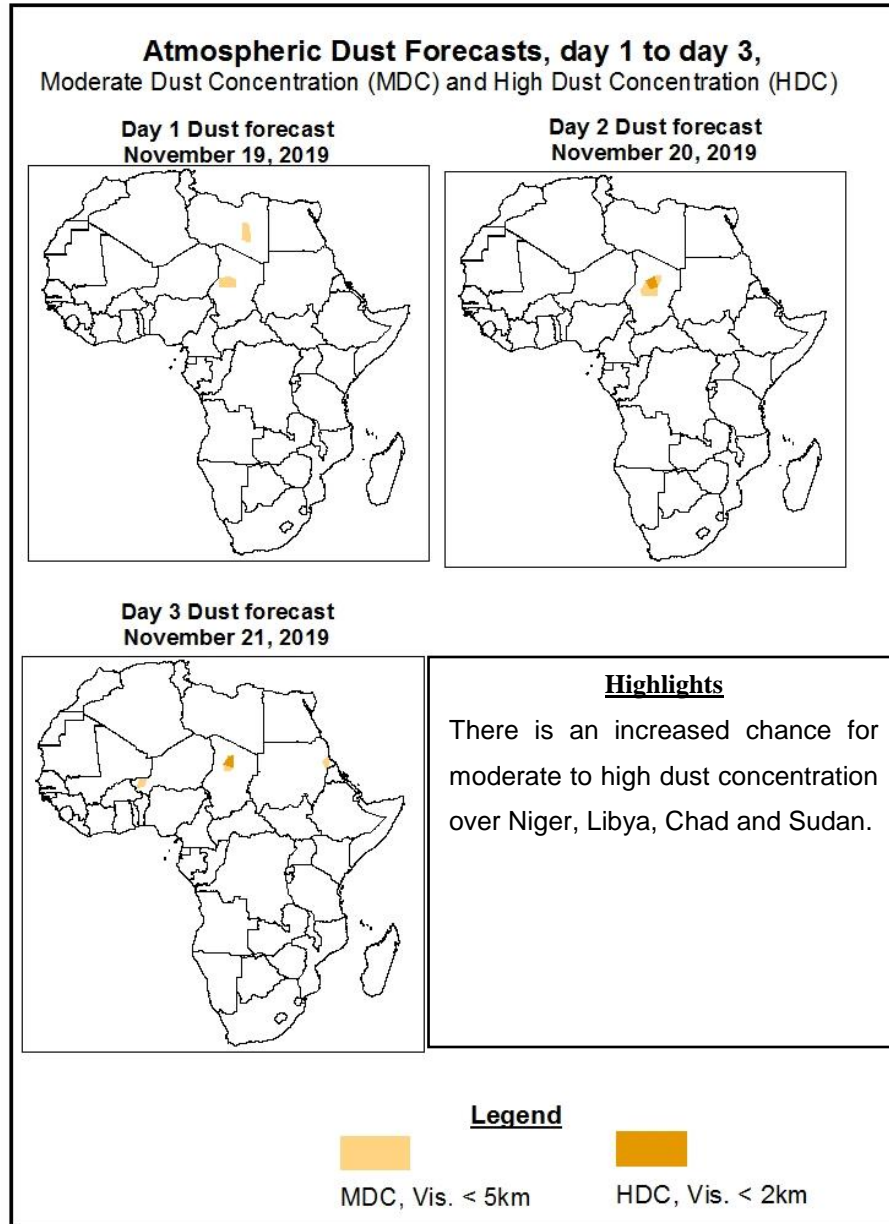 Atmospheric Dust Forecasts, day 1 to day 3,
Moderate Dust Concentration (MDC) and High Dust Concentration (HDC)
Day 1 Dust forecast
November 19, 2019
Day 2 Dust forecast
November 20, 2019
Day 3 Dust forecast
November 21, 2019
Highlights
There is an increased chance for
moderate to high dust concentration
over Niger, Libya, Chad and Sudan.
Legend
MDC, Vis. < 5km
HDC, Vis. < 2km